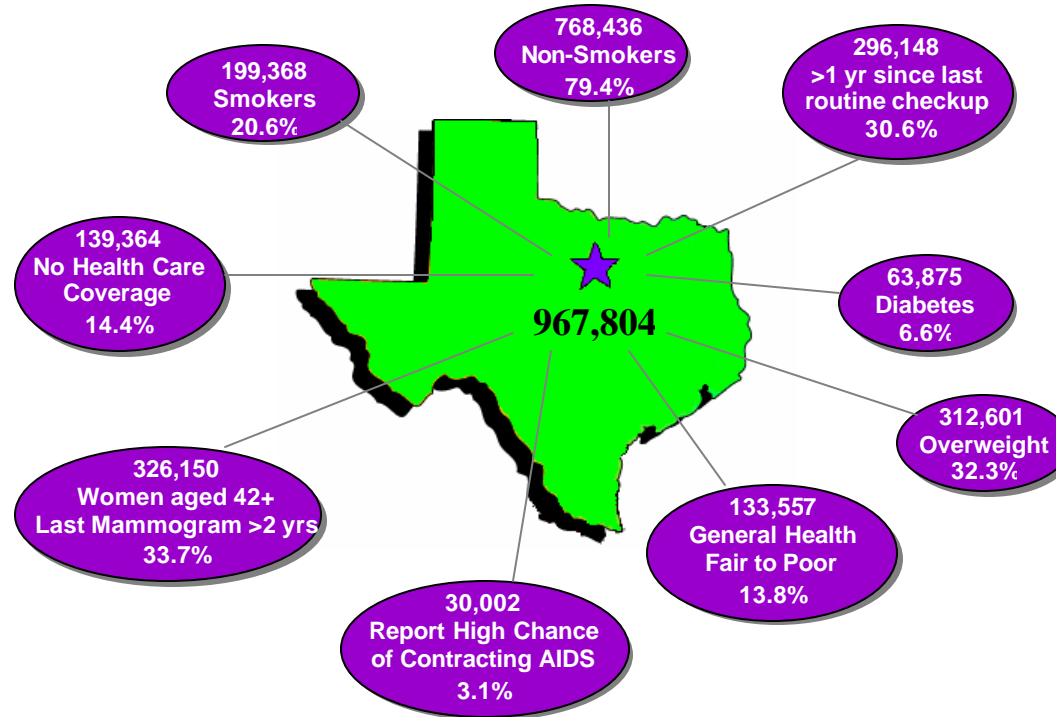 768,436
Non-Smokers
79.4%
199,368
Smokers
20.6%
296,148
>1 yr since last
routine checkup
30.6%
139,364
No Health Care
Coverage
14.4%
63,875
Diabetes
6.6%
967,804
312,601
Overweight
32.3%
326,150
Women aged 42+
Last Mammogram >2 yrs
33.7%
133,557
General Health
Fair to Poor
13.8%
30,002
Report High Chance
of Contracting AIDS
3.1%